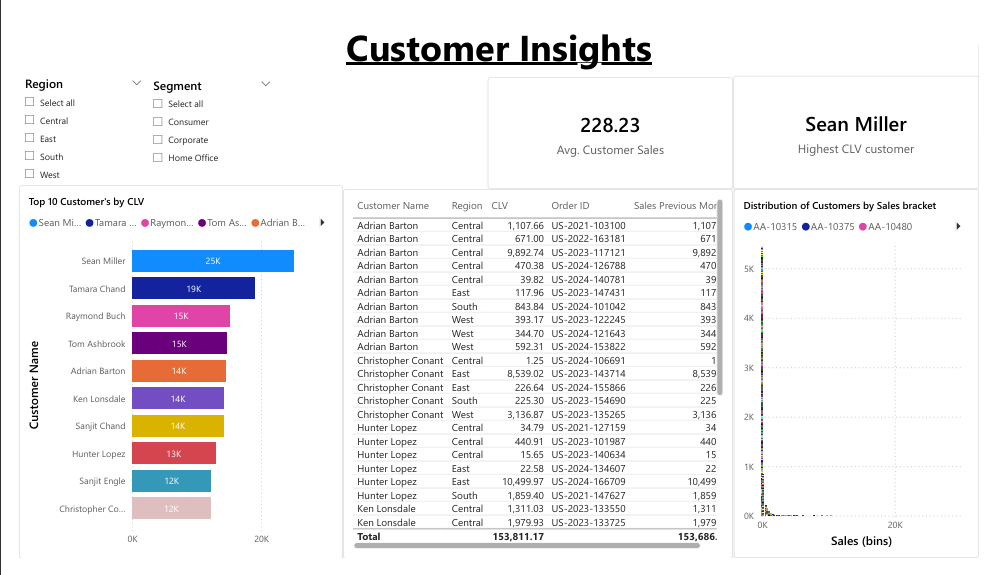 Customer Insights
Region
Select all
Central
East
South
West
Segment
Select all
Consumer
Corporate
Home Office
228.23
Avg. Customer Sales
Sean Miller
Highest CLV customer
Top 10 Customer's by CLV
Sean Mi... Tamara ... Raymon... Tom As... Adrian B...
Customer Name
Sean Miller 25K
Tamara Chand 19K
Raymond Buch 15K
Tom Ashbrook 15K
Adrian Barton 14K
Ken Lonsdale 14K
Sanjit Chand 14K
Hunter Lopez 13K
Sanjit Engle 12K
Christopher Co... 12K
0K 20K
Customer Name Region CLV Order ID Sales Previous Mor
Adrian Barton Central 1,107.66 US-2021-103100 1,107
Adrian Barton Central 671.00 US-2022-163181 671
Adrian Barton Central 9,892.74 US-2023-117121 9,892
Adrian Barton Central 470.38 US-2024-126788 470
Adrian Barton Central 39.82 US-2024-140781 39
Adrian Barton East 117.96 US-2023-147431 117
Adrian Barton South 843.84 US-2024-101042 843
Adrian Barton West 393.17 US-2023-122245 393
Adrian Barton West 344.70 US-2024-121643 344
Adrian Barton West 592.31 US-2024-153822 592
Christopher Conant Central 1.25 US-2024-106691 1
Christopher Conant East 8,539.02 US-2023-143714 8,539
Christopher Conant East 226.64 US-2024-155866 226
Christopher Conant South 225.30 US-2023-154690 225
Christopher Conant West 3,136.87 US-2023-135265 3,136
Hunter Lopez Central 34.79 US-2021-127159 34
Hunter Lopez Central 440.91 US-2023-101987 440
Hunter Lopez Central 15.65 US-2023-140634 15
Hunter Lopez East 22.58 US-2024-134607 22
Hunter Lopez East 10,499.97 US-2024-166709 10,499
Hunter Lopez South 1,859.40 US-2021-147627 1,859
Ken Lonsdale Central 1,311.03 US-2023-133550 1,311
Ken Lonsdale Central 1,979.93 US-2023-133725 1,979
Total 153,811.17 153,686.
Distribution of Customers by Sales bracket
AA-10315 AA-10375 AA-10480
5K
4K
3K
2K
1K
0K
0K 20K
Sales (bins)